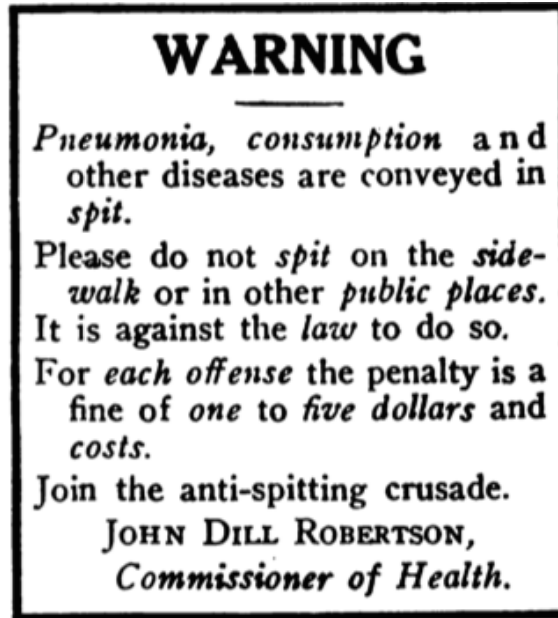 WARNING
Pneumonia, consumption and
other diseases are conveyed in
spit.
Please do not spit on the side-
walk or in other public places.
It is against the law to do so.
For each offense the penalty is a
fine of one to five dollars and
costs.
Join the anti-spitting crusade.
JOHN DILL ROBERTSON,
Commissioner of Health.